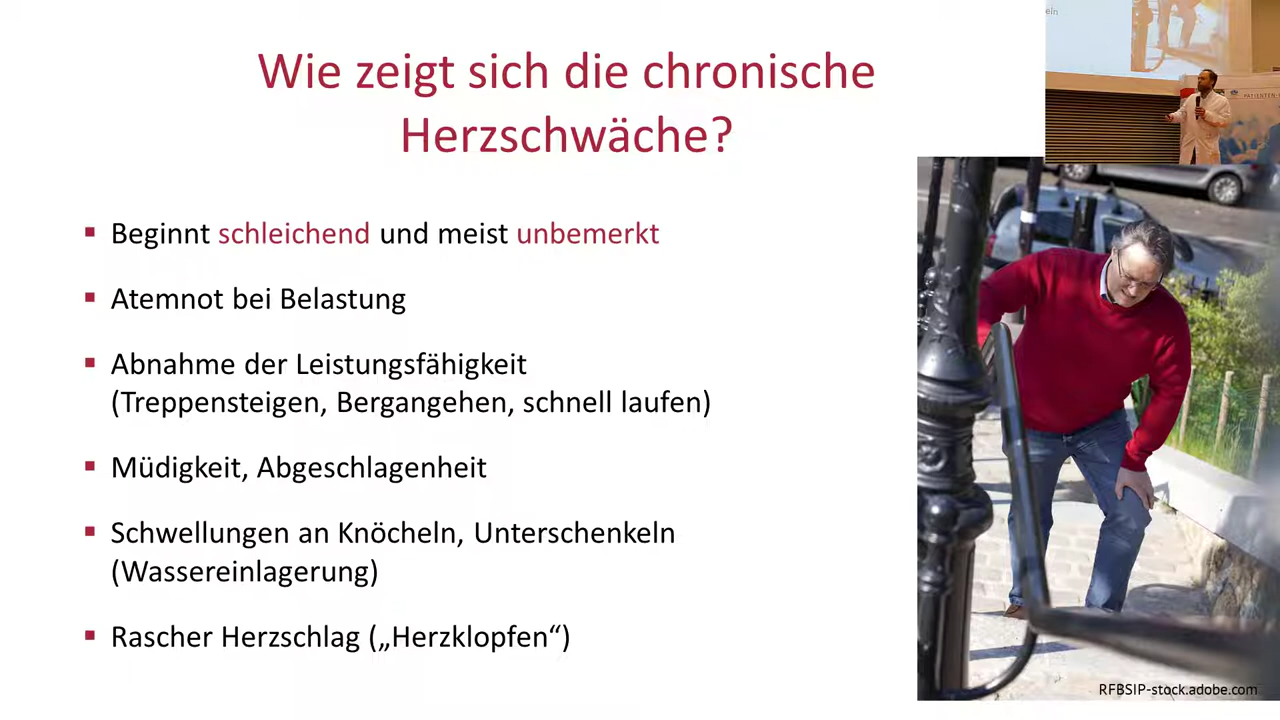 Wie zeigt sich die chronische
Herzschwäche?
▪ Beginnt schleichend und meist unbemerkt
▪ Atemnot bei Belastung
▪ Abnahme der Leistungsfähigkeit
(Treppensteigen, Bergangehen, schnell laufen)
▪ Müdigkeit, Abgeschlagenheit
▪ Schwellungen an Knöcheln, Unterschenkeln
(Wassereinlagerung)
▪ Rascher Herzschlag („Herzklopfen“)
RFBSIP-stock.adobe.com